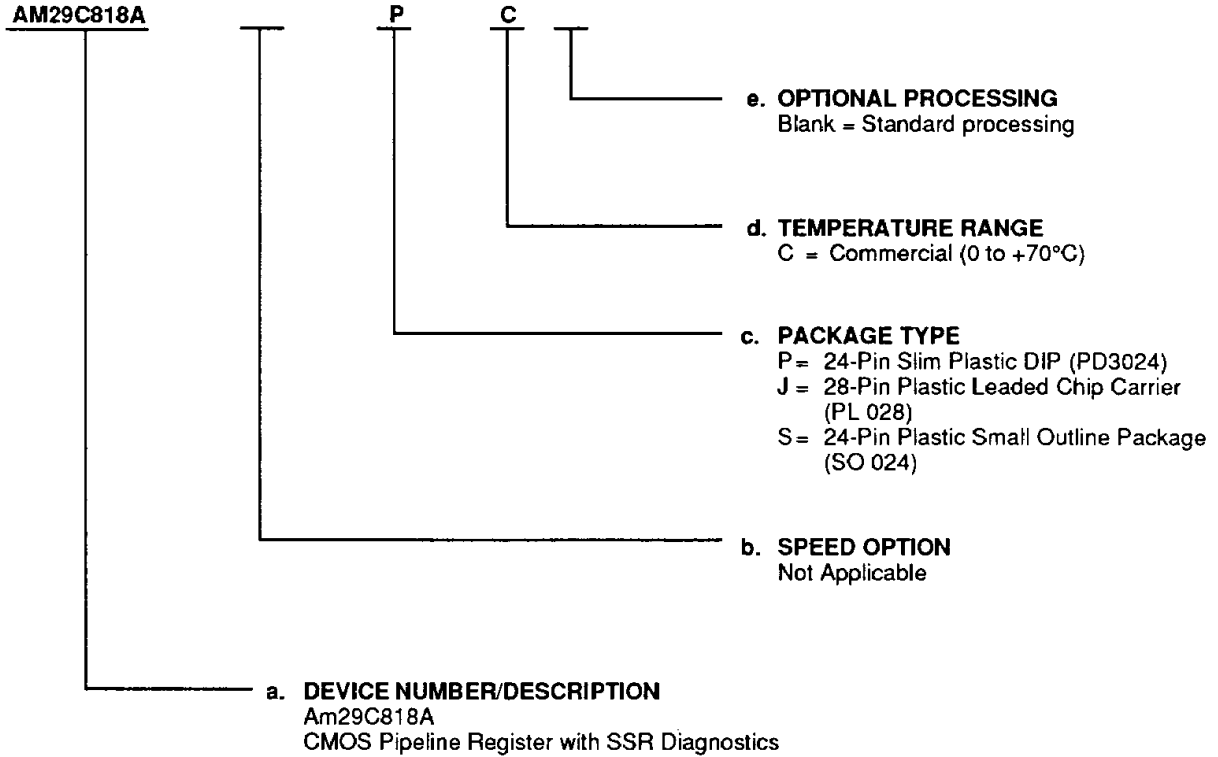 AM29C818A P C
e. OPTIONAL PROCESSING
Blank = Standard processing
d. TEMPERATURE RANGE
C = Commercial (0 to +70°C)
c. PACKAGE TYPE
P = 24-Pin Slim Plastic DIP (PD3024)
J = 28-Pin Plastic Leaded Chip Carrier
(PL 028)
S = 24-Pin Plastic Small Outline Package
(SO 024)
b. SPEED OPTION
Not Applicable
a. DEVICE NUMBER/DESCRIPTION
Am29C818A
CMOS Pipeline Register with SSR Diagnostics